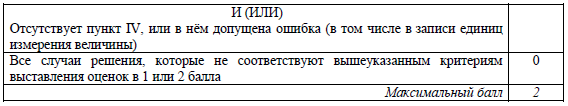 И (ИЛИ)
Отсутствует пункт IV, или в нём допущена ошибка (в том числе в записи единиц
измерения величины)
Все случаи решения, которые не соответствуют вышеуказанным критериям 0
выставления оценок в 1 или 2 балла
Максимальный балл 2